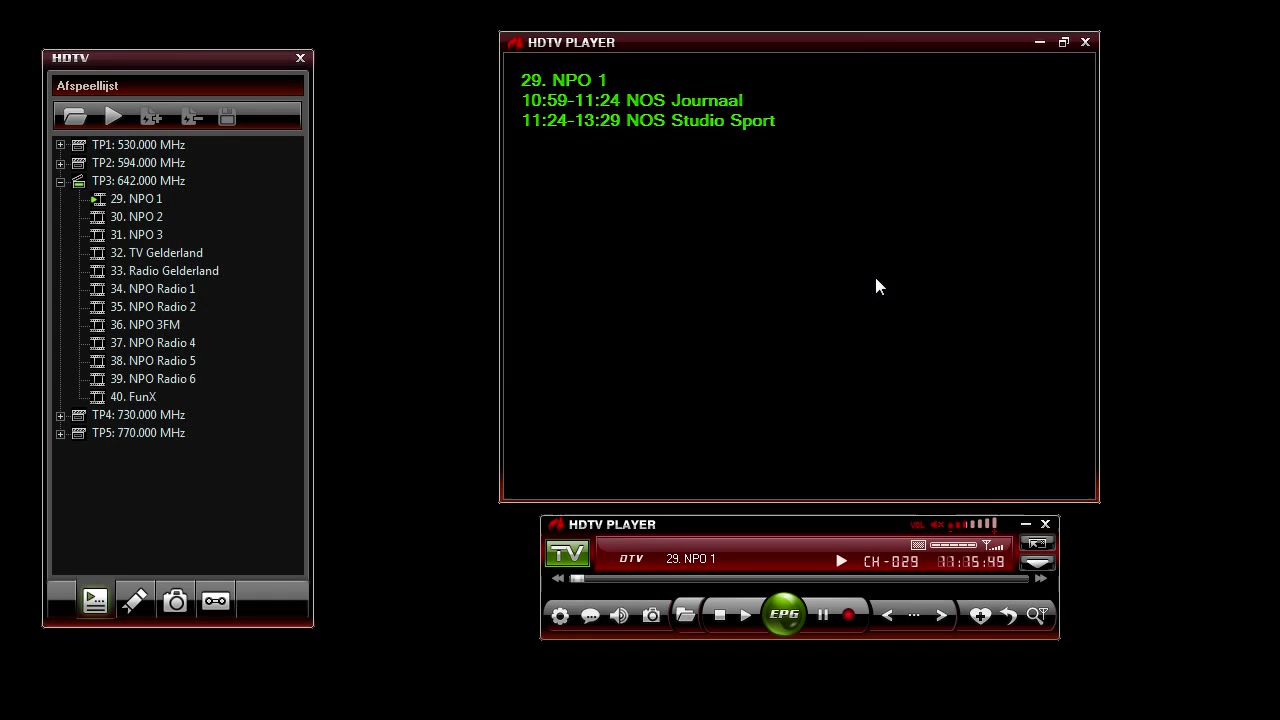 HDTV
Afspeellijst
TP1: 530.000 MHz
TP2: 594.000 MHz
TP3: 642.000 MHz
29. NPO 1
30. NPO 2
31. NPO 3
32. TV Gelderland
33. Radio Gelderland
34. NPO Radio 1
35. NPO Radio 2
36. NPO 3FM
37. NPO Radio 4
38. NPO Radio 5
39. NPO Radio 6
40. FunX
TP4: 730.000 MHz
TP5: 770.000 MHz
HDTV PLAYER
29. NPO 1
10:59-11:24 NOS Journaal
11:24-13:29 NOS Studio Sport
HDTV PLAYER
VOL
TV
DTV
29. NPO 1
CH-029
11:15:49
EPG